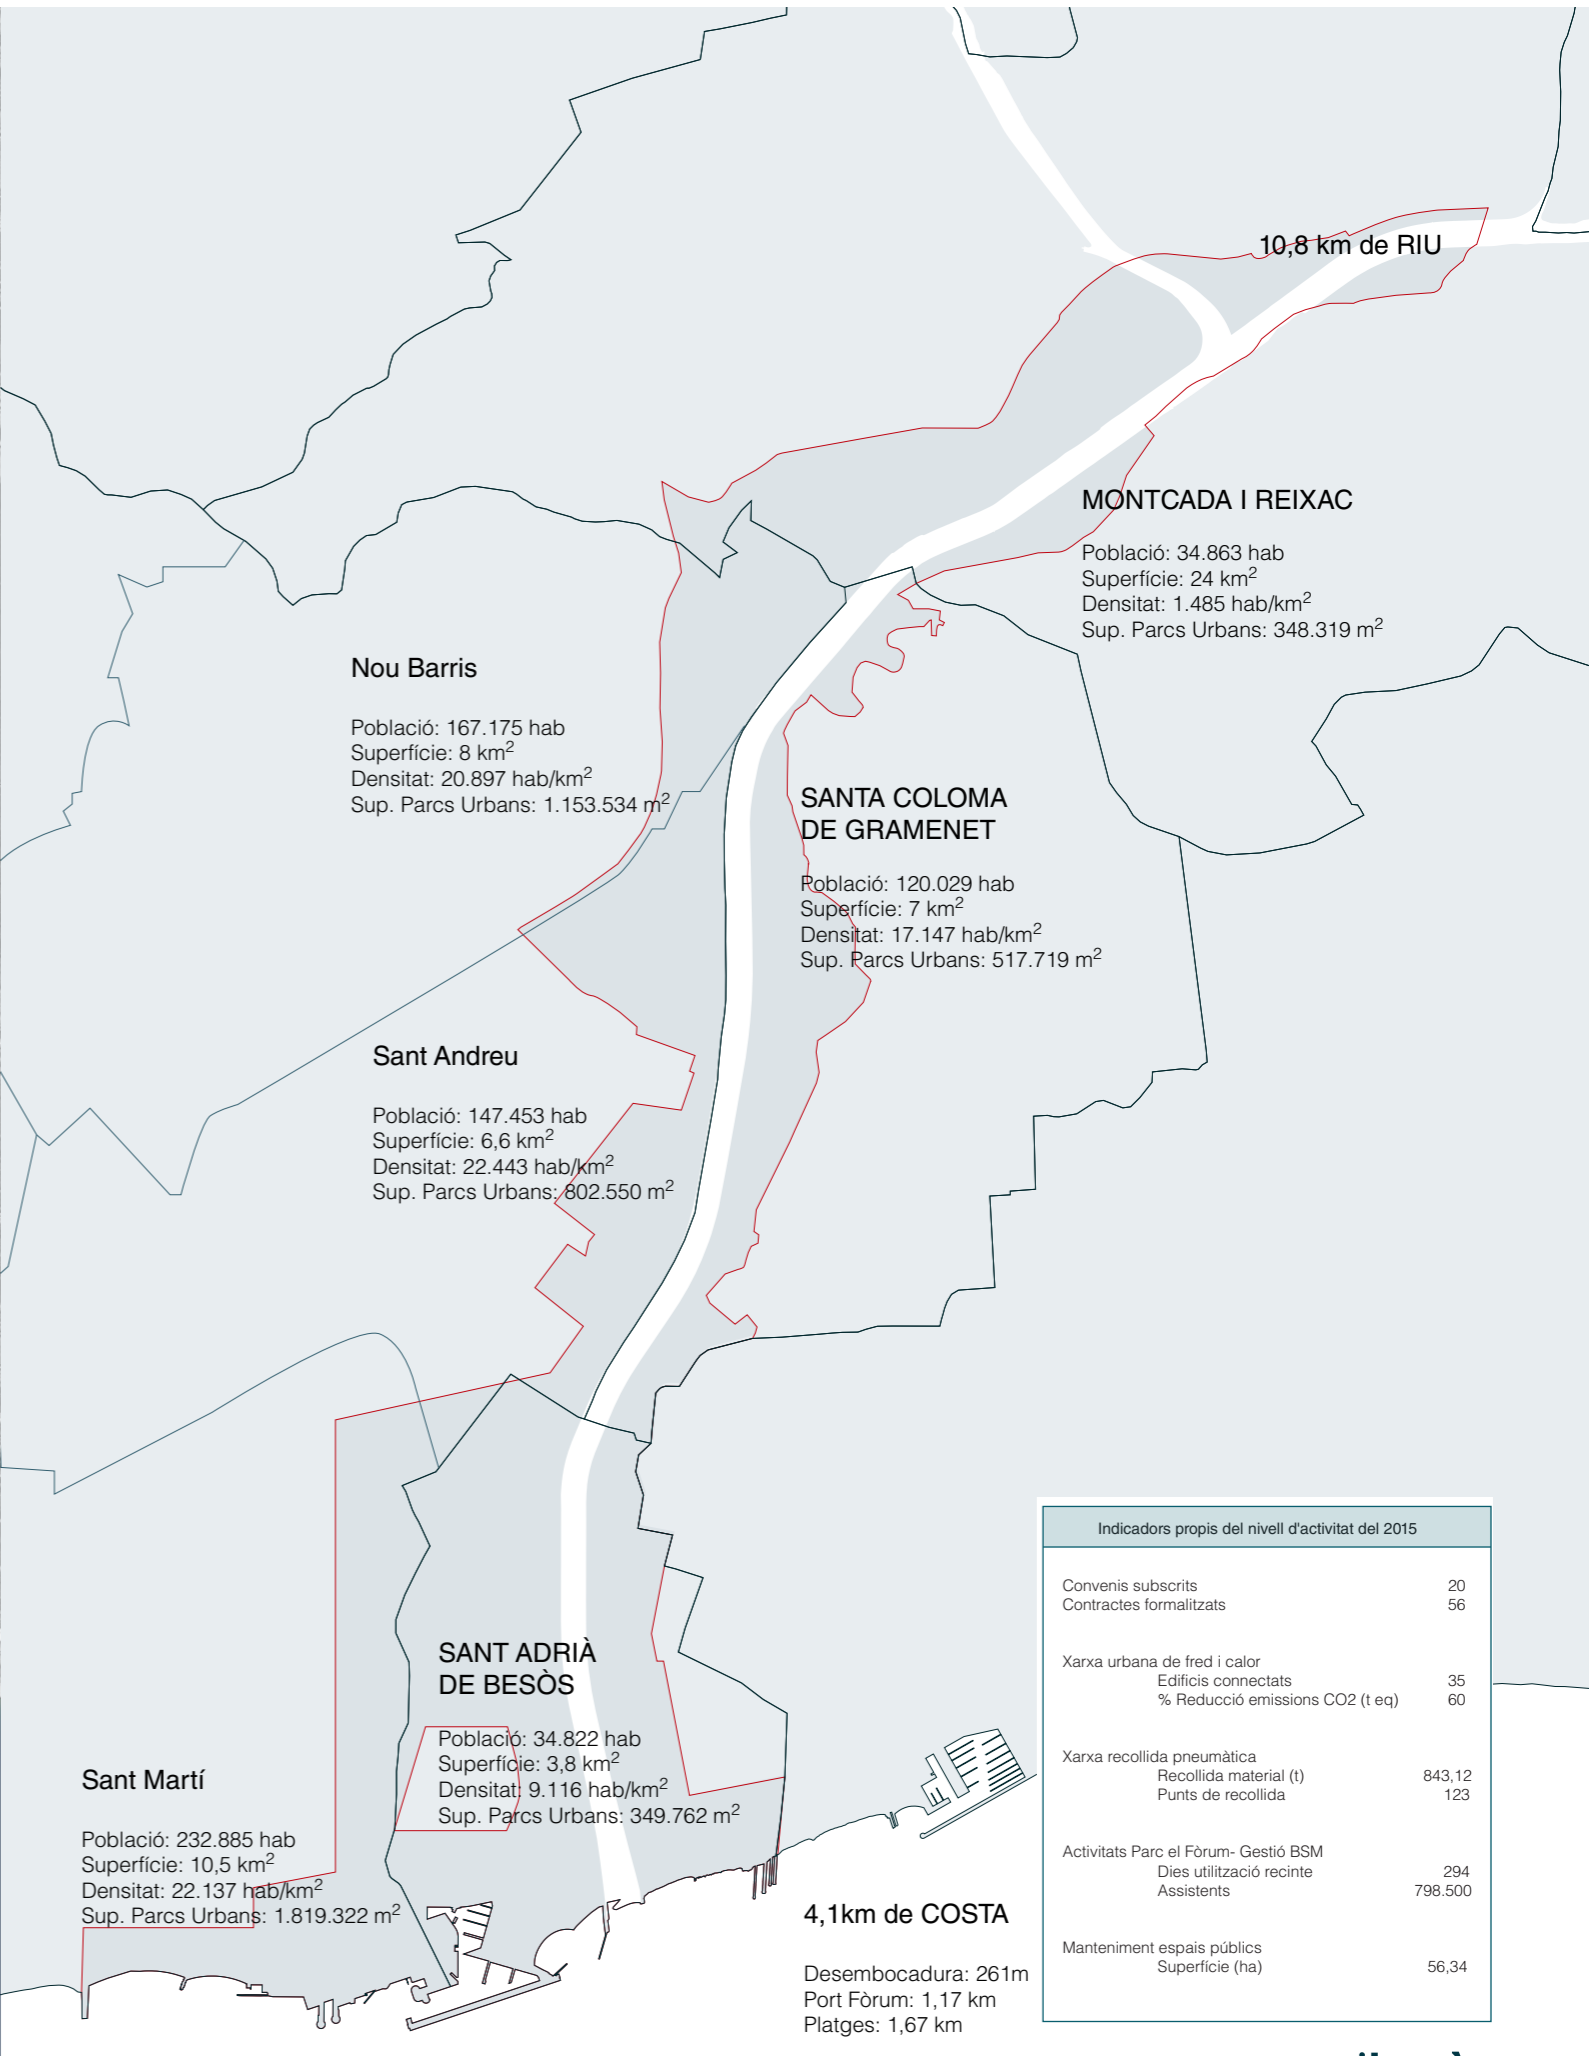 10,8 km de RIU
MONTCADA I REIXAC
Població: 34.863 hab
Superfície: 24 km²
Densitat: 1.485 hab/km²
Sup. Parcs Urbans: 348.319 m²
Nou Barris
Població: 167.175 hab
Superfície: 8 km²
Densitat: 20.897 hab/km²
Sup. Parcs Urbans: 1.153.534 m²
SANTA COLOMA
DE GRAMENET
Població: 120.029 hab
Superfície: 7 km²
Densitat: 17.147 hab/km²
Sup. Parcs Urbans: 517.719 m²
Sant Andreu
Població: 147.453 hab
Superfície: 6,6 km²
Densitat: 22.443 hab/km²
Sup. Parcs Urbans: 802.550 m²
SANT ADRIÀ
DE BESÒS
Població: 34.822 hab
Superfície: 3,8 km²
Densitat: 9.116 hab/km²
Sup. Parcs Urbans: 349.762 m²
Sant Martí
Població: 232.885 hab
Superfície: 10,5 km²
Densitat: 22.137 hab/km²
Sup. Parcs Urbans: 1.819.322 m²
4,1km de COSTA
Desembocadura: 261m
Port Fòrum: 1,17 km
Platges: 1,67 km
Indicadors propis del nivell d'activitat del 2015
Convenis subscrits 20
Contractes formalitzats 56
Xarxa urbana de fred i calor
Edificis connectats 35
% Reducció emissions CO2 (t eq) 60
Xarxa recollida pneumàtica
Recollida material (t) 843,12
Punts de recollida 123
Activitats Parc el Fòrum- Gestió BSM
Dies utilització recinte 294
Assistents 798.500
Manteniment espais públics
Superfície (ha) 56,34